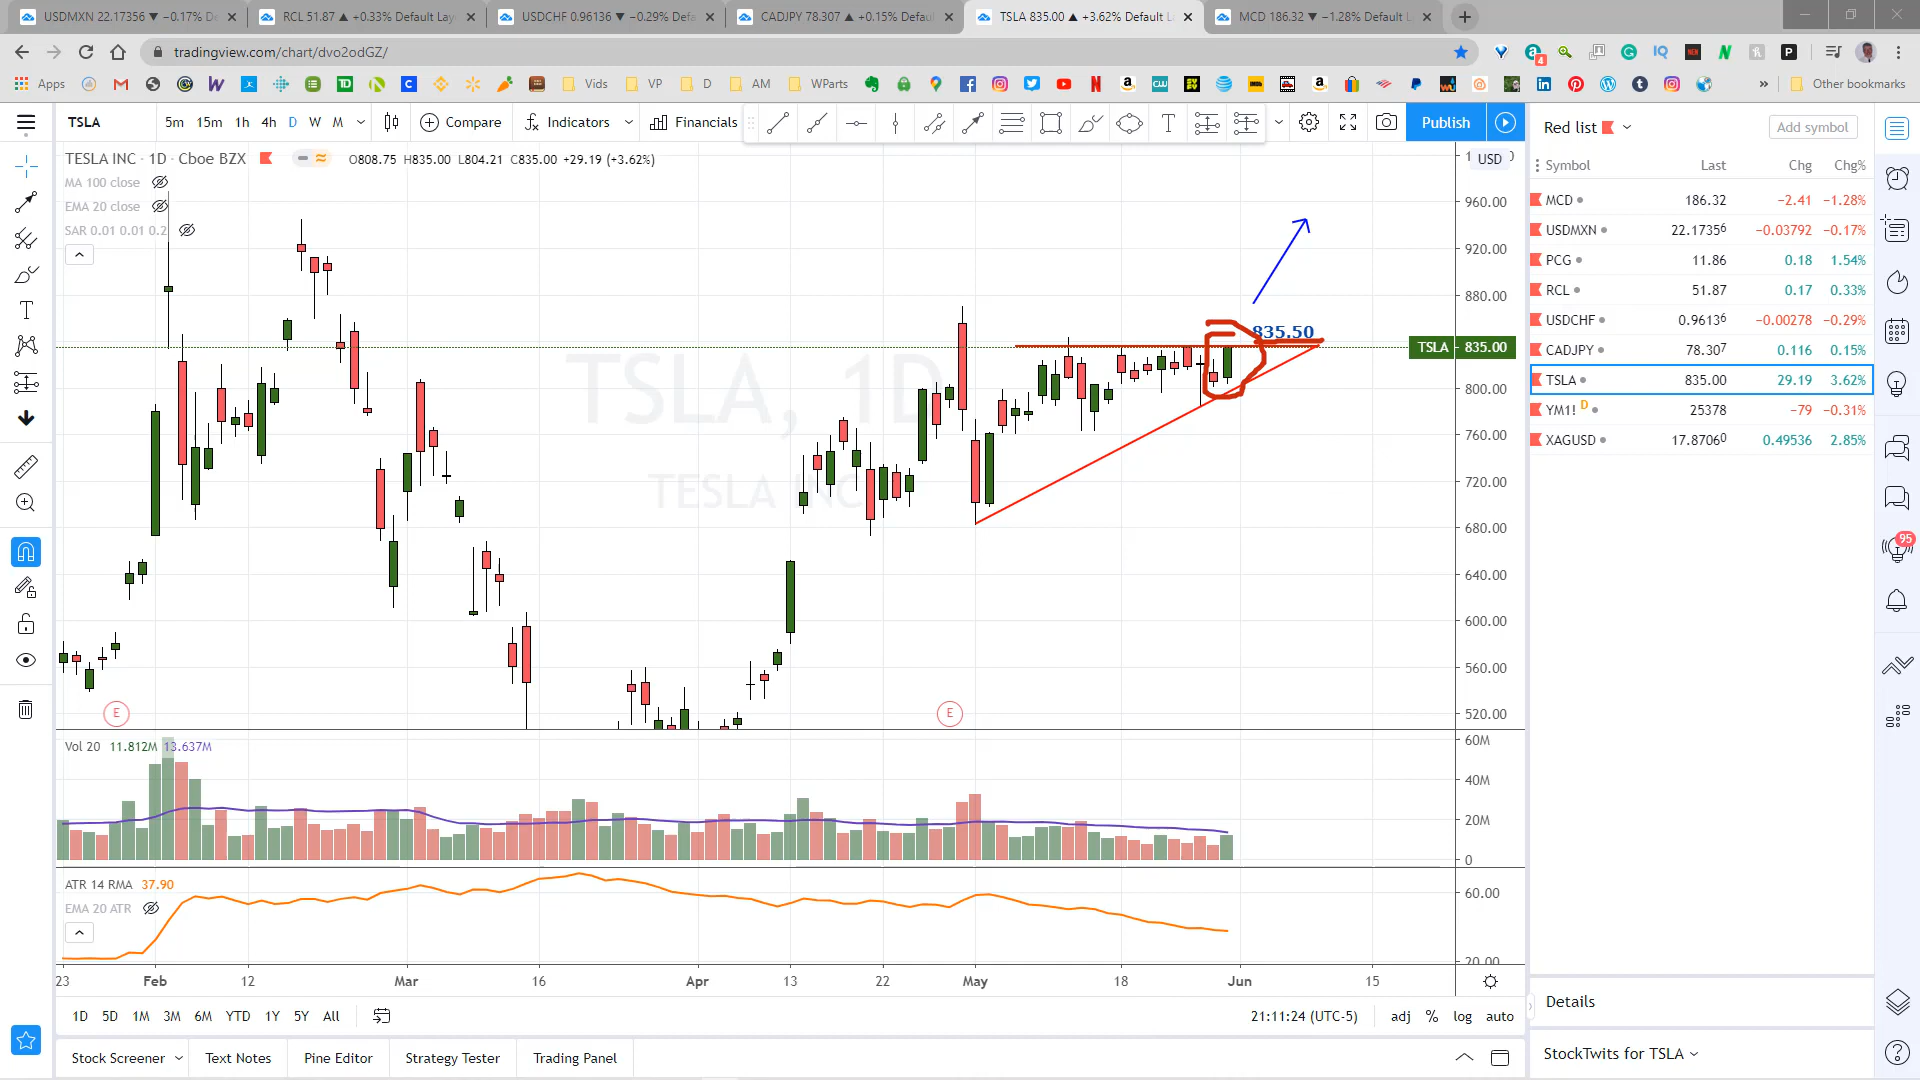 USDMXN 22.17356 ▼ −0.17% De
RCL 51.87 ▲ +0.33% Default Lay
USDCHF 0.96136 ▼ −0.29% Defa
CADJPY 78.307 ▲ +0.15% Defaul
TSLA 835.00 ▲ +3.62% Default L
MCD 186.32 ▼ −1.28% Default L
tradingview.com/chart/dvo2odGZ/
Apps
Vids
VP
D
AM
WParts
Other bookmarks
TSLA
5m 15m 1h 4h D W M
Compare
Indicators
Financials
Publish
Red list
Add symbol
TESLA INC · 1D · Cboe BZX
O808.75 H835.00 L804.21 C835.00 +29.19 (+3.62%)
MA 100 close
EMA 20 close
SAR 0.01 0.01 0.2
USD
Symbol Last Chg Chg%
MCD 186.32 −2.41 −1.28%
USDMXN 22.17356 −0.03792 −0.17%
PCG 11.86 0.18 1.54%
RCL 51.87 0.17 0.33%
USDCHF 0.96136 −0.00278 −0.29%
CADJPY 78.307 0.116 0.15%
TSLA 835.00 29.19 3.62%
YM1! D 25378 −79 −0.31%
XAGUSD 17.87060 0.49536 2.85%
960.00
920.00
880.00
835.50
TSLA 835.00
800.00
760.00
720.00
680.00
640.00
600.00
560.00
520.00
TSLA, 1D
TESLA INC
E
E
95
4
Vol 20 11.812M 13.637M
60M
40M
20M
0
ATR 14 RMA 37.90
EMA 20 ATR
60.00
20.00
23 Feb 12 Mar 16 Apr 13 22 May 18 Jun 15
1D 5D 1M 3M 6M YTD 1Y 5Y All
21:11:24 (UTC-5)
adj % log auto
Stock Screener
Text Notes
Pine Editor
Strategy Tester
Trading Panel
Details
StockTwits for TSLA